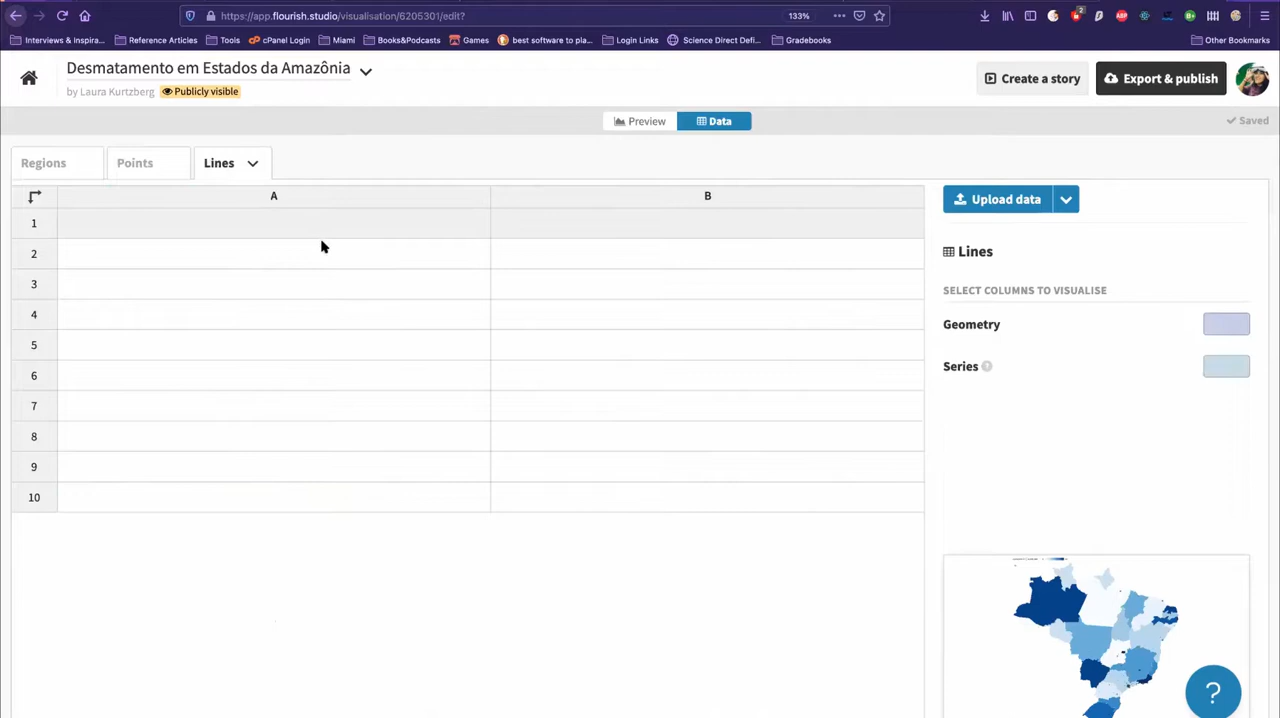 https://app.flourish.studio/visualisation/6205301/edit? 133%
Interviews & Inspira... Reference Articles Tools cPanel Login Miami Books&Podcasts Games best software to pla... Login Links Science Direct Defi... Gradebooks Other Bookmarks
Desmatamento em Estados da Amazônia
by Laura Kurtzberg Publicly visible
Create a story Export & publish
Preview Data Saved
Regions Points Lines
A B
Upload data
1
2
3
4
5
6
7
8
9
10
Lines
SELECT COLUMNS TO VISUALISE
Geometry
Series
?